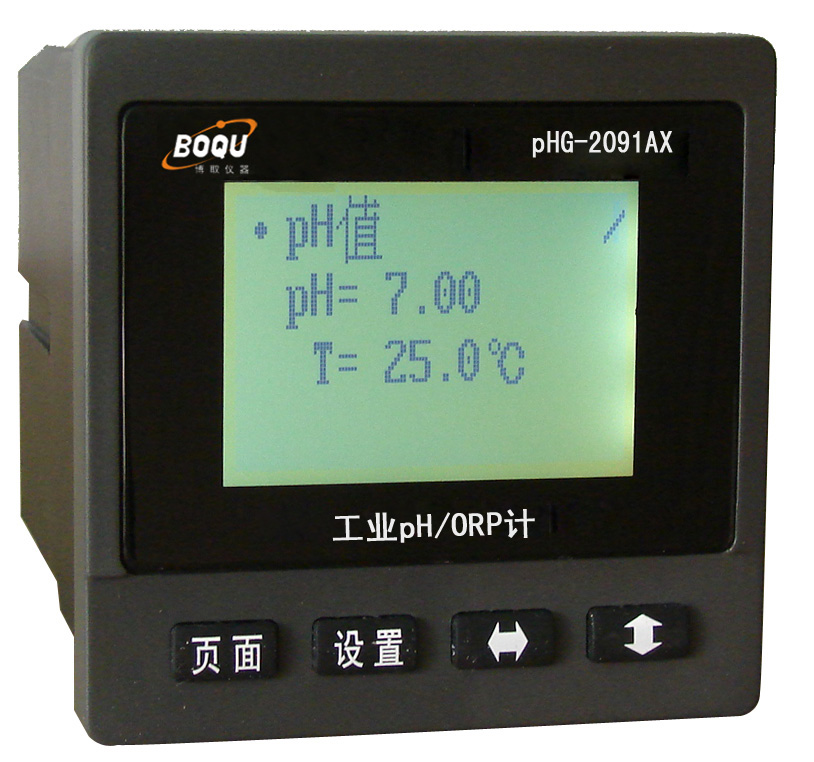 BOQU
博取仪器
pHG-2091AX
pH值
pH= 7.00
T= 25.0℃
工业pH/ORP计
页面
设置